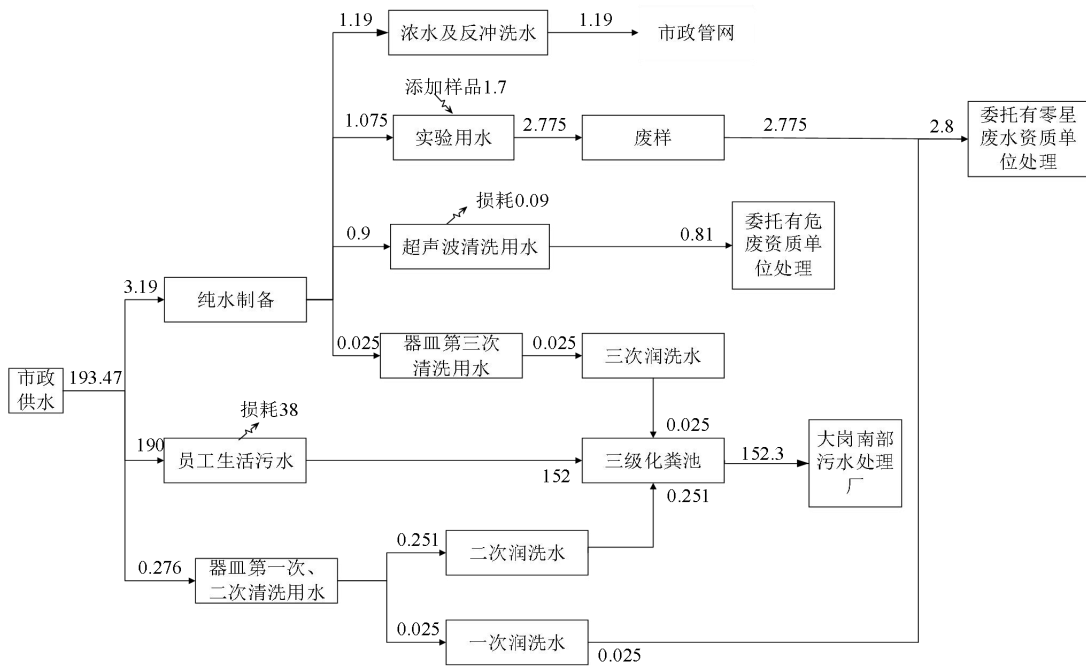 1.19
浓水及反冲洗水
1.19
市政管网
添加样品1.7
1.075
实验用水
2.775
废样
2.775
2.8
委托有零星
废水资质单
位处理
损耗0.09
0.9
超声波清洗用水
0.81
委托有危
废资质单
位处理
3.19
纯水制备
0.025
器皿第三次
清洗用水
0.025
三次润洗水
0.025
市政
供水
193.47
损耗38
190
员工生活污水
152
三级化粪池
152.3
大岗南部
污水处理
厂
0.251
0.276
器皿第一次、
二次清洗用水
0.251
二次润洗水
0.025
一次润洗水
0.025